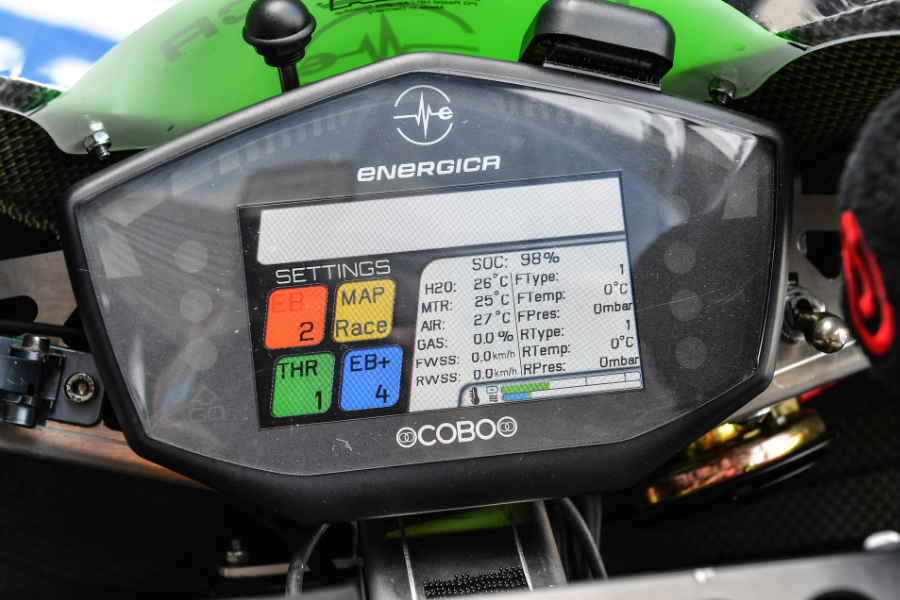 e
ENERGICA
SETTINGS
EB-
2
MAP
Race
THR
1
EB+
4
SOC: 98%
H2O: 26°C
MTR: 25°C
AIR: 27°C
GAS: 0.0 %
FWSS: 0.0km/h
RWSS: 0.0km/h
FType: 1
FTemp: 0°C
FPres: 0mbar
RType: 1
RTemp: 0°C
RPres: 0mbar
COBO